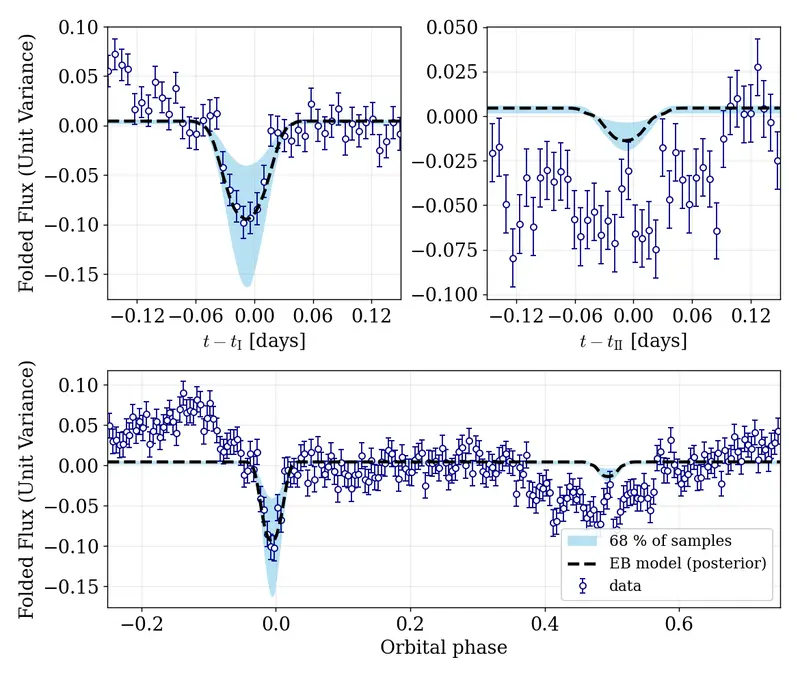 Folded Flux (Unit Variance)
0.10
0.05
0.00
−0.05
−0.10
−0.15
−0.12 −0.06 0.00 0.06 0.12
t − tI [days]
0.050
0.025
0.000
−0.025
−0.050
−0.075
−0.100
−0.12 −0.06 0.00 0.06 0.12
t − tII [days]
Folded Flux (Unit Variance)
0.10
0.05
0.00
−0.05
−0.10
−0.15
68 % of samples
EB model (posterior)
data
−0.2 0.0 0.2 0.4 0.6
Orbital phase